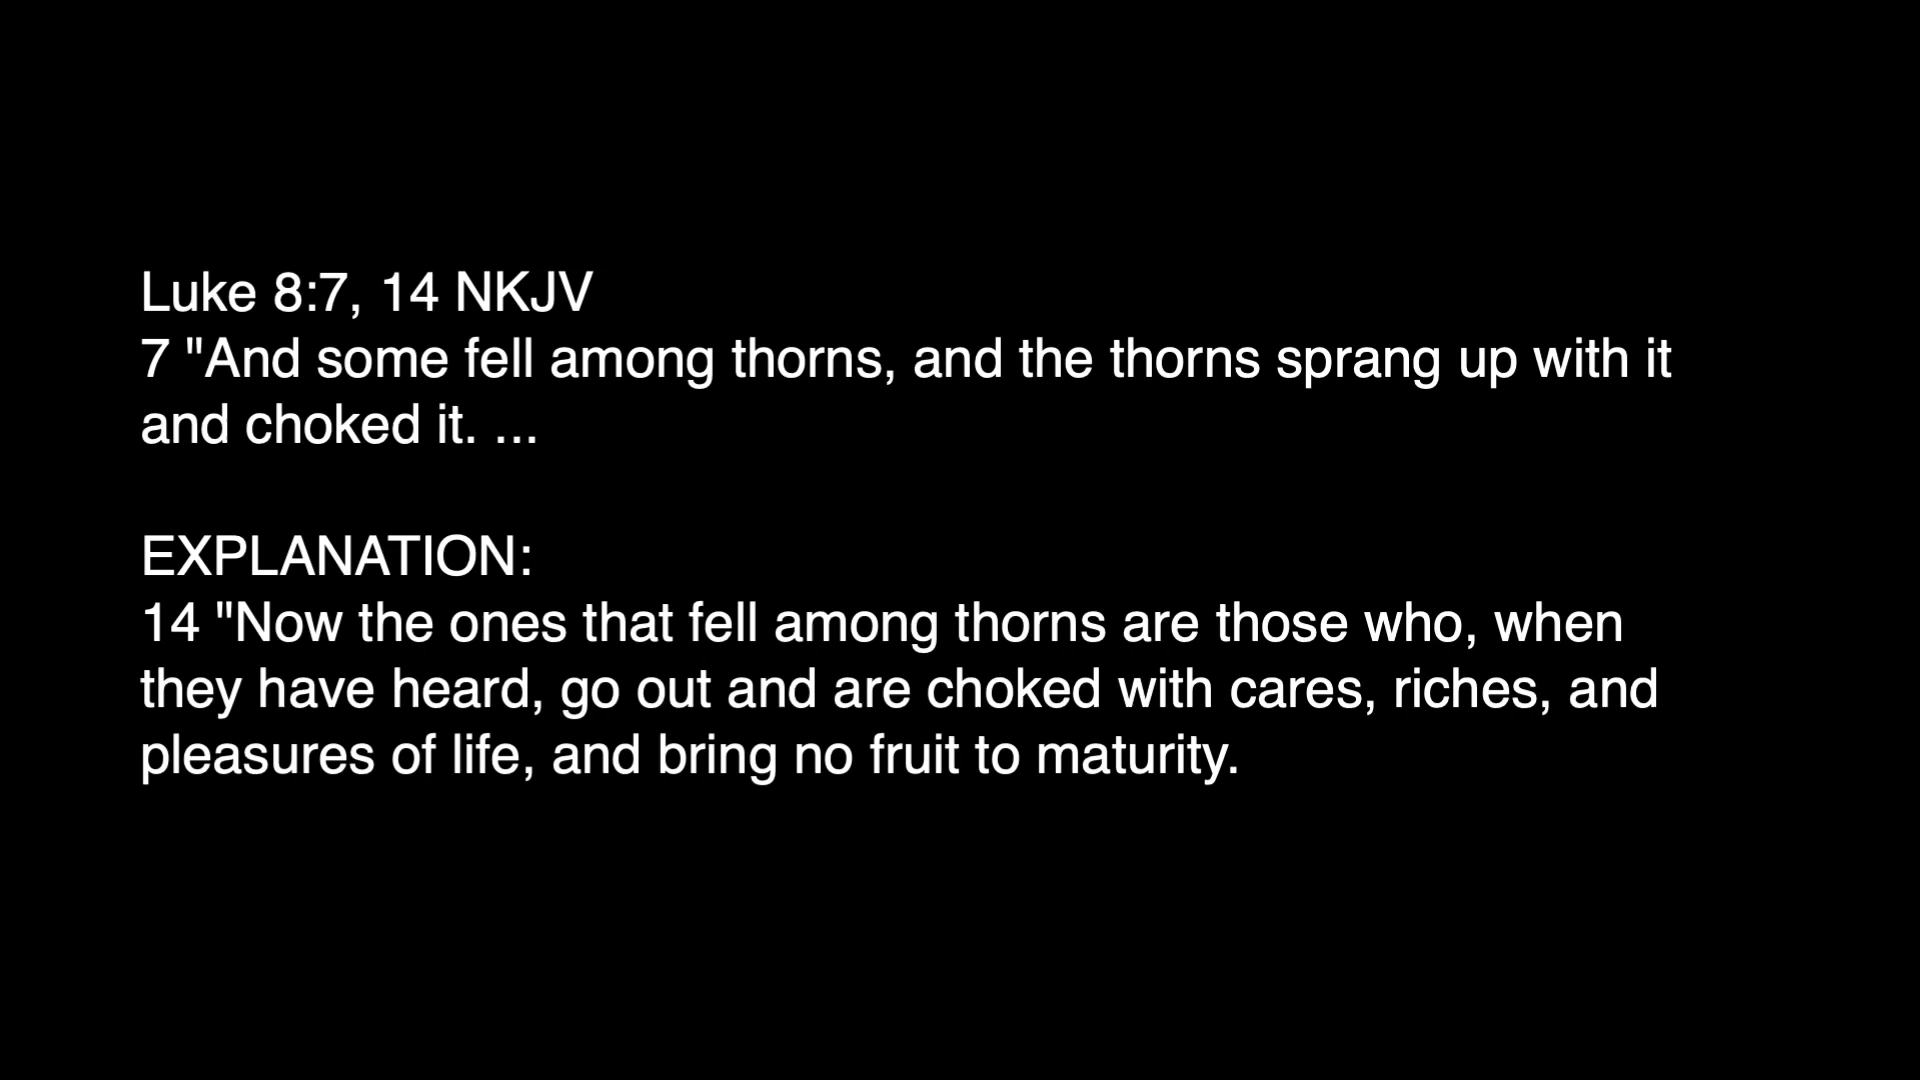 Luke 8:7, 14 NKJV
7 "And some fell among thorns, and the thorns sprang up with it
and choked it. ...
EXPLANATION:
14 "Now the ones that fell among thorns are those who, when
they have heard, go out and are choked with cares, riches, and
pleasures of life, and bring no fruit to maturity.